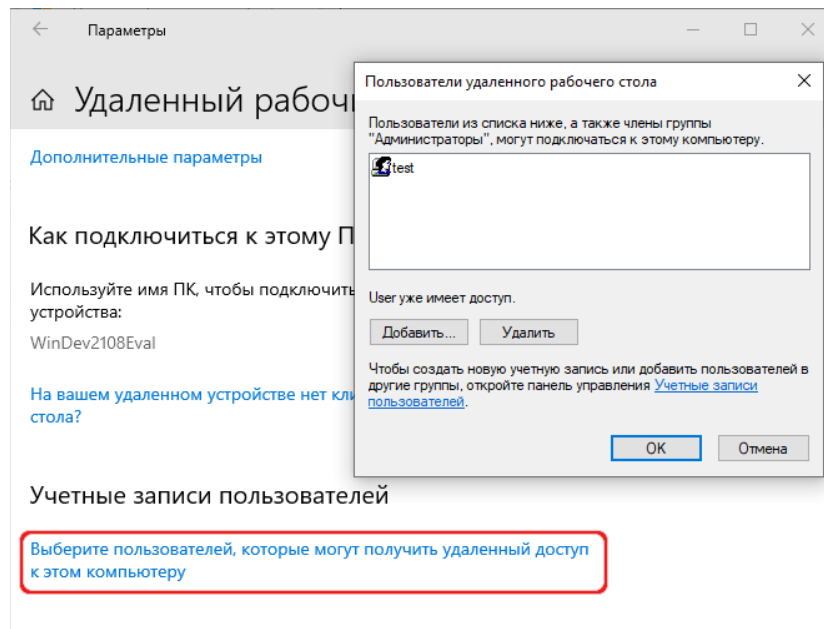 Параметры
Удаленный рабоч
Дополнительные параметры
Как подключиться к этому П
Используйте имя ПК, чтобы подключить
устройства:
WinDev2108Eval
На вашем удаленном устройстве нет кли
стола?
Учетные записи пользователей
Выберите пользователей, которые могут получить удаленный доступ
к этом компьютеру
Пользователи удаленного рабочего стола
Пользователи из списка ниже, а также члены группы
"Администраторы", могут подключаться к этому компьютеру.
test
User уже имеет доступ.
Добавить... Удалить
Чтобы создать новую учетную запись или добавить пользователей в
другие группы, откройте панель управления Учетные записи
пользователей.
OK Отмена